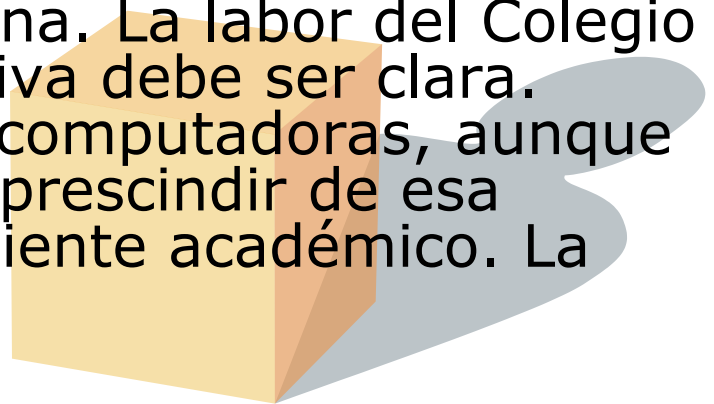 na. La labor del Colegio
iva debe ser clara.
computadoras, aunque
prescindir de esa
iente académico. La